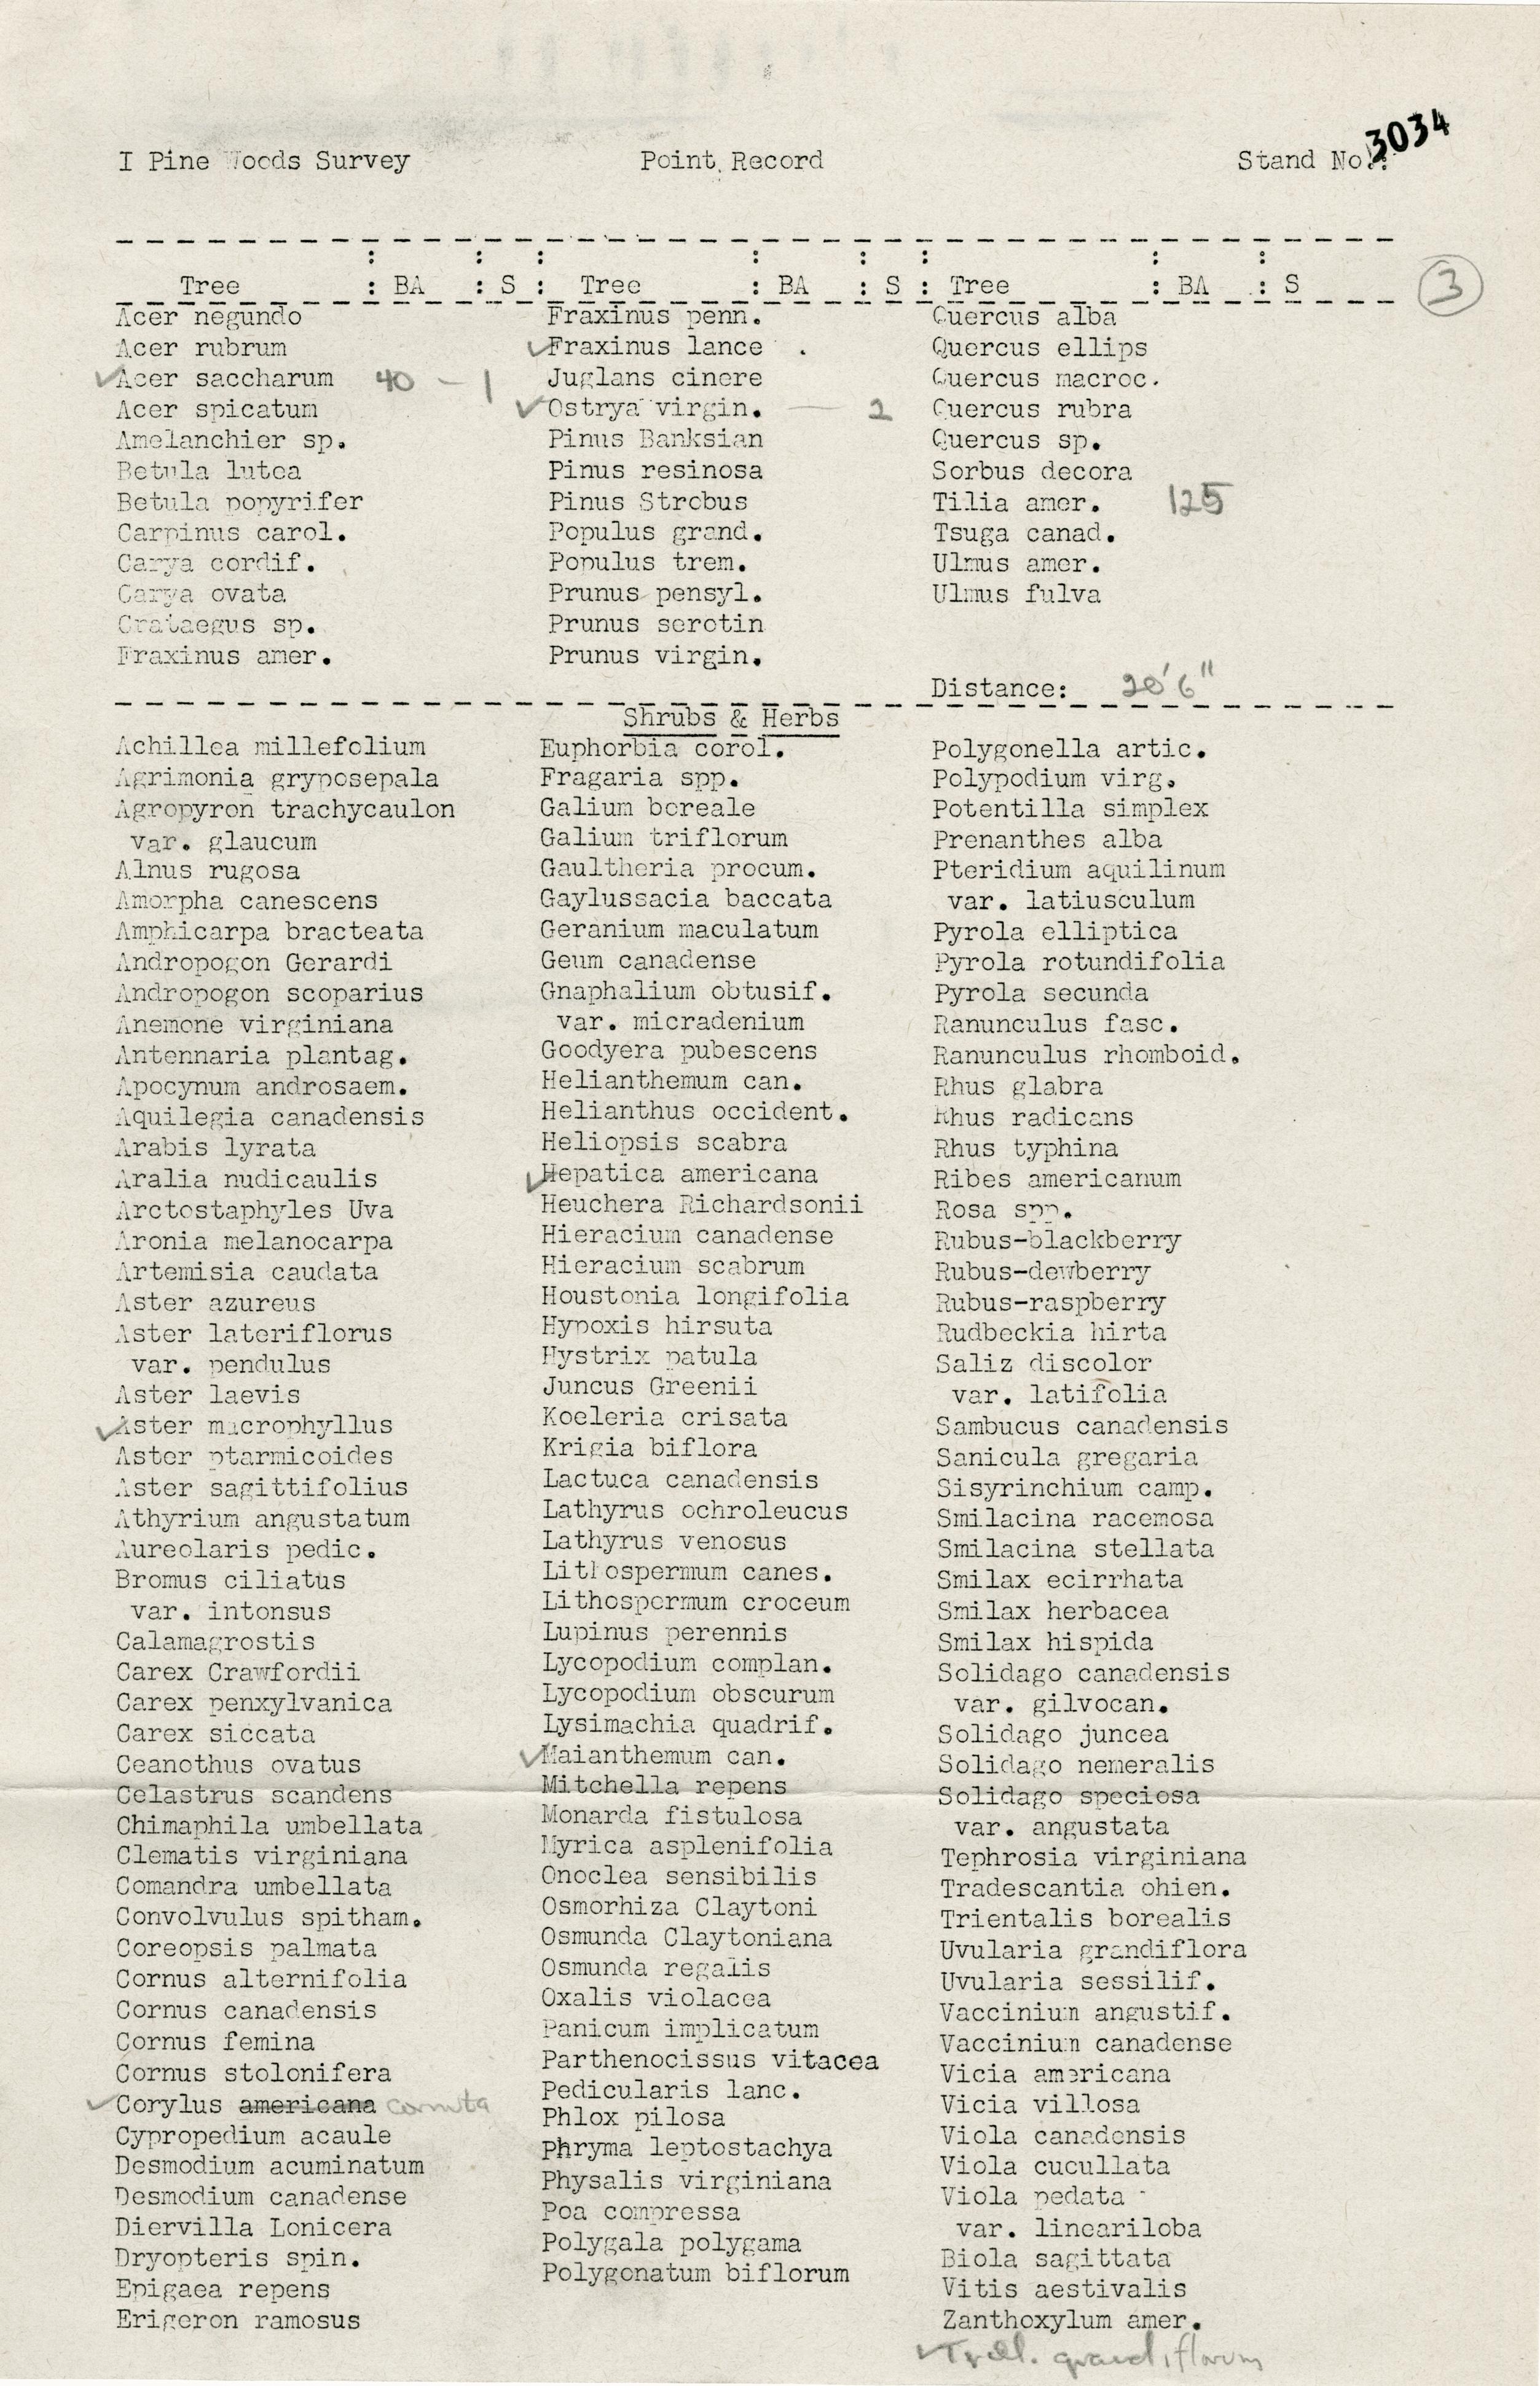 I Pine Woods Survey Point Record Stand No.: 3034
Tree : BA : S : Tree : BA : S : Tree : BA : S
3
Acer negundo
Acer rubrum
✓Acer saccharum 40 - 1
Acer spicatum
Amelanchier sp.
Betula lutea
Betula popyrifer
Carpinus carol.
Carya cordif.
Carya ovata
Crataegus sp.
Fraxinus amer.
Fraxinus penn.
✓Fraxinus lance .
Juglans cinere
✓Ostrya virgin. — 2
Pinus Banksian
Pinus resinosa
Pinus Strobus
Populus grand.
Populus trem.
Prunus pensyl.
Prunus serotin
Prunus virgin.
Quercus alba
Quercus ellips
Quercus macroc.
Quercus rubra
Quercus sp.
Sorbus decora
Tilia amer. 125
Tsuga canad.
Ulmus amer.
Ulmus fulva
Distance: 20'6"
Shrubs & Herbs
Achillea millefolium
Agrimonia gryposepala
Agropyron trachycaulon
var. glaucum
Alnus rugosa
Amorpha canescens
Amphicarpa bracteata
Andropogon Gerardi
Andropogon scoparius
Anemone virginiana
Antennaria plantag.
Apocynum androsaem.
Aquilegia canadensis
Arabis lyrata
Aralia nudicaulis
Arctostaphyles Uva
Aronia melanocarpa
Artemisia caudata
Aster azureus
Aster lateriflorus
var. pendulus
Aster laevis
✓Aster macrophyllus
Aster ptarmicoides
Aster sagittifolius
Athyrium angustatum
Aureolaris pedic.
Bromus ciliatus
var. intonsus
Calamagrostis
Carex Crawfordii
Carex penxylvanica
Carex siccata
Ceanothus ovatus
Celastrus scandens
Chimaphila umbellata
Clematis virginiana
Comandra umbellata
Convolvulus spitham.
Coreopsis palmata
Cornus alternifolia
Cornus canadensis
Cornus femina
Cornus stolonifera
✓Corylus americana cornuta
Cypropedium acaule
Desmodium acuminatum
Desmodium canadense
Diervilla Lonicera
Dryopteris spin.
Epigaea repens
Erigeron ramosus
Euphorbia corol.
Fragaria spp.
Galium boreale
Galium triflorum
Gaultheria procum.
Gaylussacia baccata
Geranium maculatum
Geum canadense
Gnaphalium obtusif.
var. micradenium
Goodyera pubescens
Helianthemum can.
Helianthus occident.
Heliopsis scabra
✓Hepatica americana
Heuchera Richardsonii
Hieracium canadense
Hieracium scabrum
Houstonia longifolia
Hypoxis hirsuta
Hystrix patula
Juncus Greenii
Koeleria crisata
Krigia biflora
Lactuca canadensis
Lathyrus ochroleucus
Lathyrus venosus
Lithospermum canes.
Lithospermum croceum
Lupinus perennis
Lycopodium complan.
Lycopodium obscurum
Lysimachia quadrif.
✓Maianthemum can.
Mitchella repens
Monarda fistulosa
Myrica asplenifolia
Onoclea sensibilis
Osmorhiza Claytoni
Osmunda Claytoniana
Osmunda regalis
Oxalis violacea
Panicum implicatum
Parthenocissus vitacea
Pedicularis lanc.
Phlox pilosa
Phryma leptostachya
Physalis virginiana
Poa compressa
Polygala polygama
Polygonatum biflorum
Polygonella artic.
Polypodium virg.
Potentilla simplex
Prenanthes alba
Pteridium aquilinum
var. latiusculum
Pyrola elliptica
Pyrola rotundifolia
Pyrola secunda
Ranunculus fasc.
Ranunculus rhomboid.
Rhus glabra
Rhus radicans
Rhus typhina
Ribes americanum
Rosa spp.
Rubus-blackberry
Rubus-dewberry
Rubus-raspberry
Rudbeckia hirta
Saliz discolor
var. latifolia
Sambucus canadensis
Sanicula gregaria
Sisyrinchium camp.
Smilacina racemosa
Smilacina stellata
Smilax ecirrhata
Smilax herbacea
Smilax hispida
Solidago canadensis
var. gilvocan.
Solidago juncea
Solidago nemeralis
Solidago speciosa
var. angustata
Tephrosia virginiana
Tradescantia ohien.
Trientalis borealis
Uvularia grandiflora
Uvularia sessilif.
Vaccinium angustif.
Vaccinium canadense
Vicia americana
Vicia villosa
Viola canadensis
Viola cucullata
Viola pedata
var. lineariloba
Biola sagittata
Vitis aestivalis
Zanthoxylum amer.
✓Trill. grandiflorum